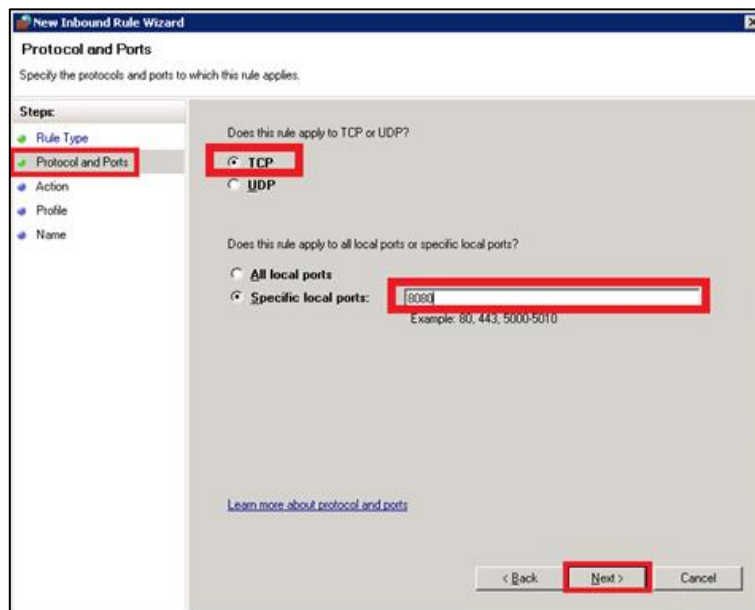 New Inbound Rule Wizard
Protocol and Ports
Specify the protocols and ports to which this rule applies.
Steps:
Rule Type
Protocol and Ports
Action
Profile
Name
Does this rule apply to TCP or UDP?
TCP
UDP
Does this rule apply to all local ports or specific local ports?
All local ports
Specific local ports:
8080
Example: 80, 443, 5000-5010
Learn more about protocol and ports
< Back
Next >
Cancel